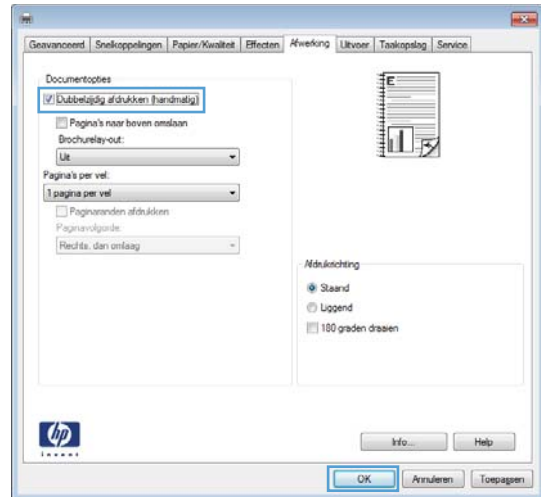 Geavanceerd Snelkoppelingen Papier/Kwaliteit Effecten Afwerking Uitvoer Taakopslag Service
Documentopties
Dubbelzijdig afdrukken (handmatig)
Pagina's naar boven omslaan
Brochurelay-out:
Uit
Pagina's per vel:
1 pagina per vel
Paginaranden afdrukken
Paginavolgorde:
Rechts, dan omlaag
E
Afdrukrichting
Staand
Liggend
180 graden draaien
hp
invent
Info... Help
OK Annuleren Toepassen